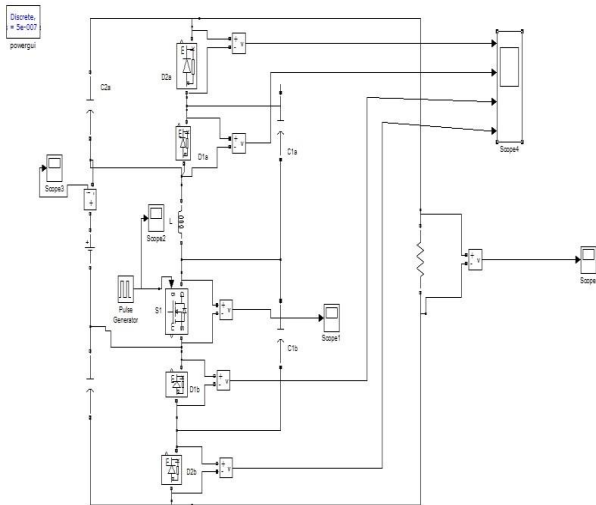 Discrete,
= 5e-007
powergui
C2a
D2a
D1a
C1a
Scope4
Scope3
Scope2
L
Pulse
Generator
S1
Scope1
C1b
Scope
D1b
D2b
+
-
v
+
-
v
+
-
v
+
-
v
+
-
v
+
-
v